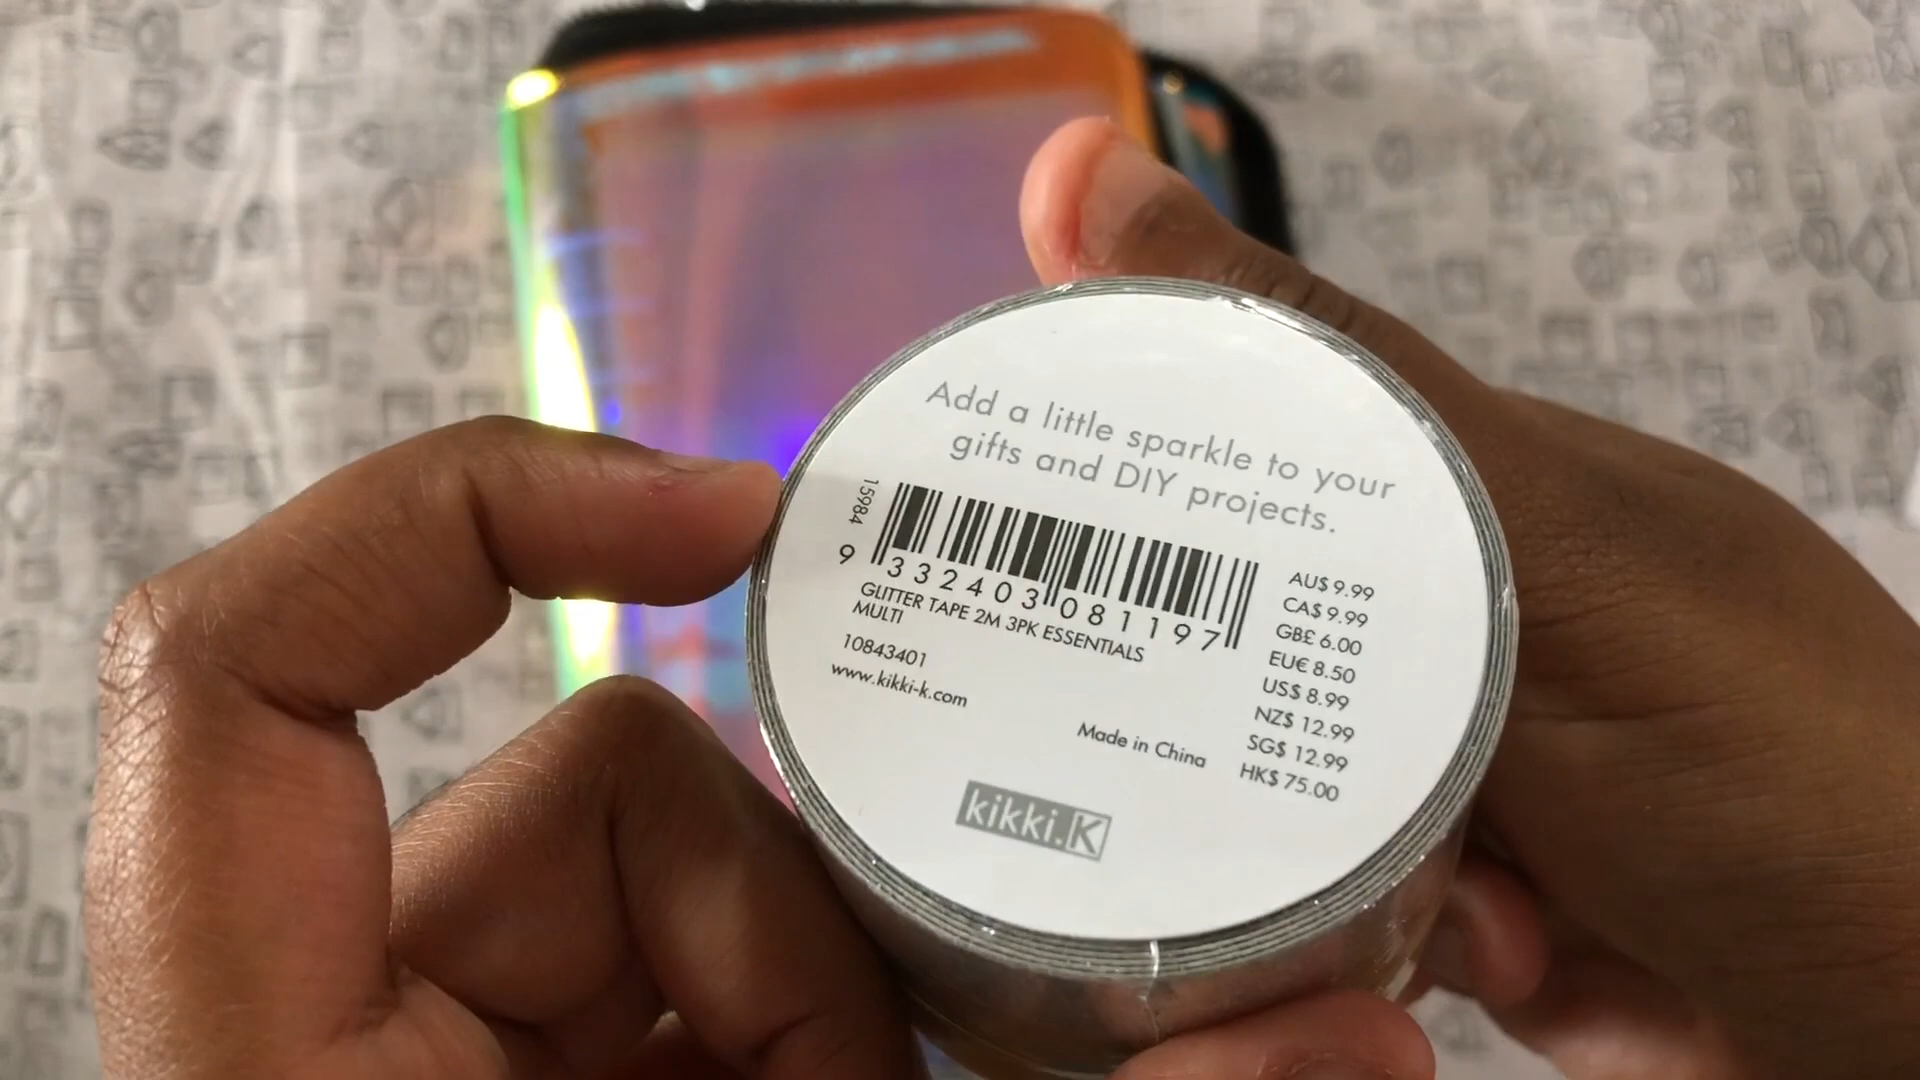 Add a little sparkle to your
gifts and DIY projects.
15984
9 332403 081197
GLITTER TAPE 2M 3PK ESSENTIALS
MULTI
10843401
www.kikki-k.com
Made in China
AU$ 9.99
CA$ 9.99
GB£ 6.00
EU€ 8.50
US$ 8.99
NZ$ 12.99
SG$ 12.99
HK$ 75.00
kikki.K